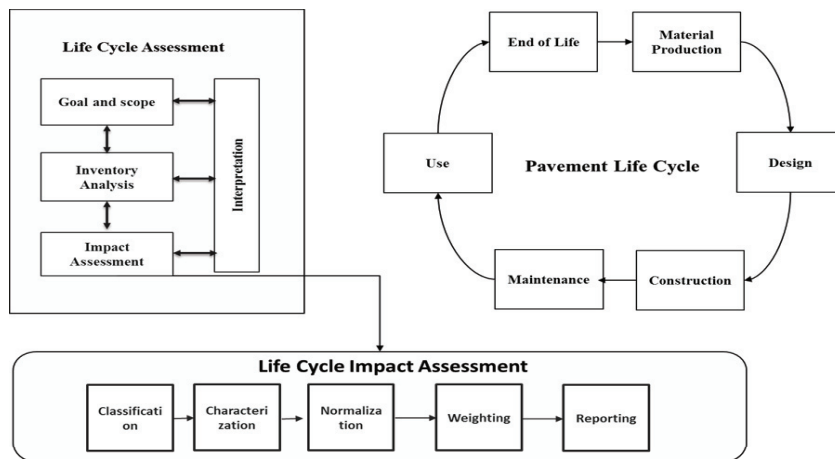 Life Cycle Assessment
Goal and scope
Inventory
Analysis
Impact
Assessment
Interpretation
End of Life
Material
Production
Use
Pavement Life Cycle
Design
Maintenance
Construction
Life Cycle Impact Assessment
Classificati
on
Characteri
zation
Normaliza
tion
Weighting
Reporting